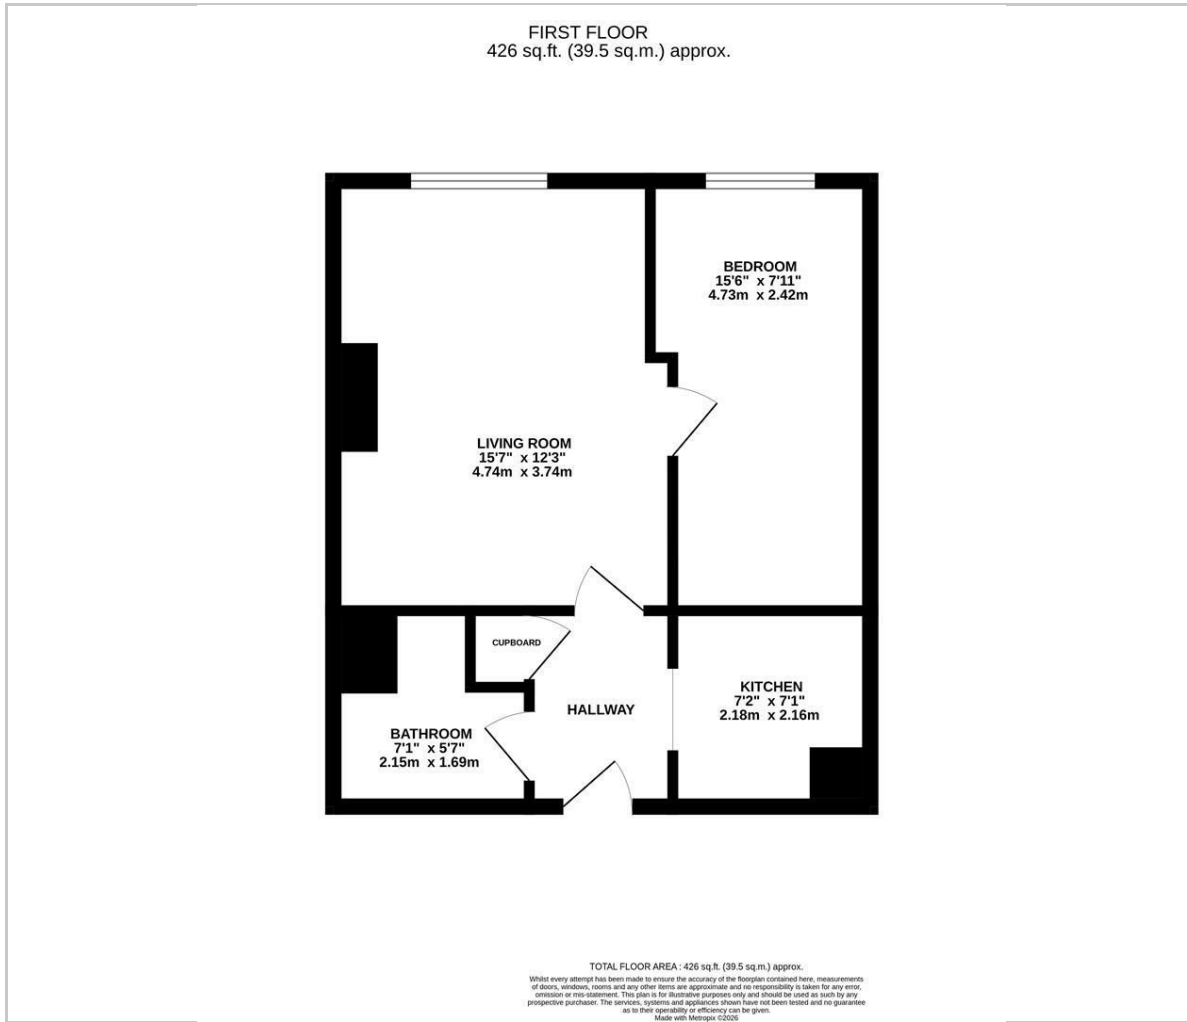 FIRST FLOOR
426 sq.ft. (39.5 sq.m.) approx.
BEDROOM
15'6" x 7'11"
4.73m x 2.42m
LIVING ROOM
15'7" x 12'3"
4.74m x 3.74m
CUPBOARD
HALLWAY
KITCHEN
7'2" x 7'1"
2.18m x 2.16m
BATHROOM
7'1" x 5'7"
2.15m x 1.69m
TOTAL FLOOR AREA : 426 sq.ft. (39.5 sq.m.) approx.
Whilst every attempt has been made to ensure the accuracy of the floorplan contained here, measurements
of doors, windows, rooms and any other items are approximate and no responsibility is taken for any error,
omission or mis-statement. This plan is for illustrative purposes only and should be used as such by any
prospective purchaser. The services, systems and appliances shown have not been tested and no guarantee
as to their operability or efficiency can be given.
Made with Metropix ©2026